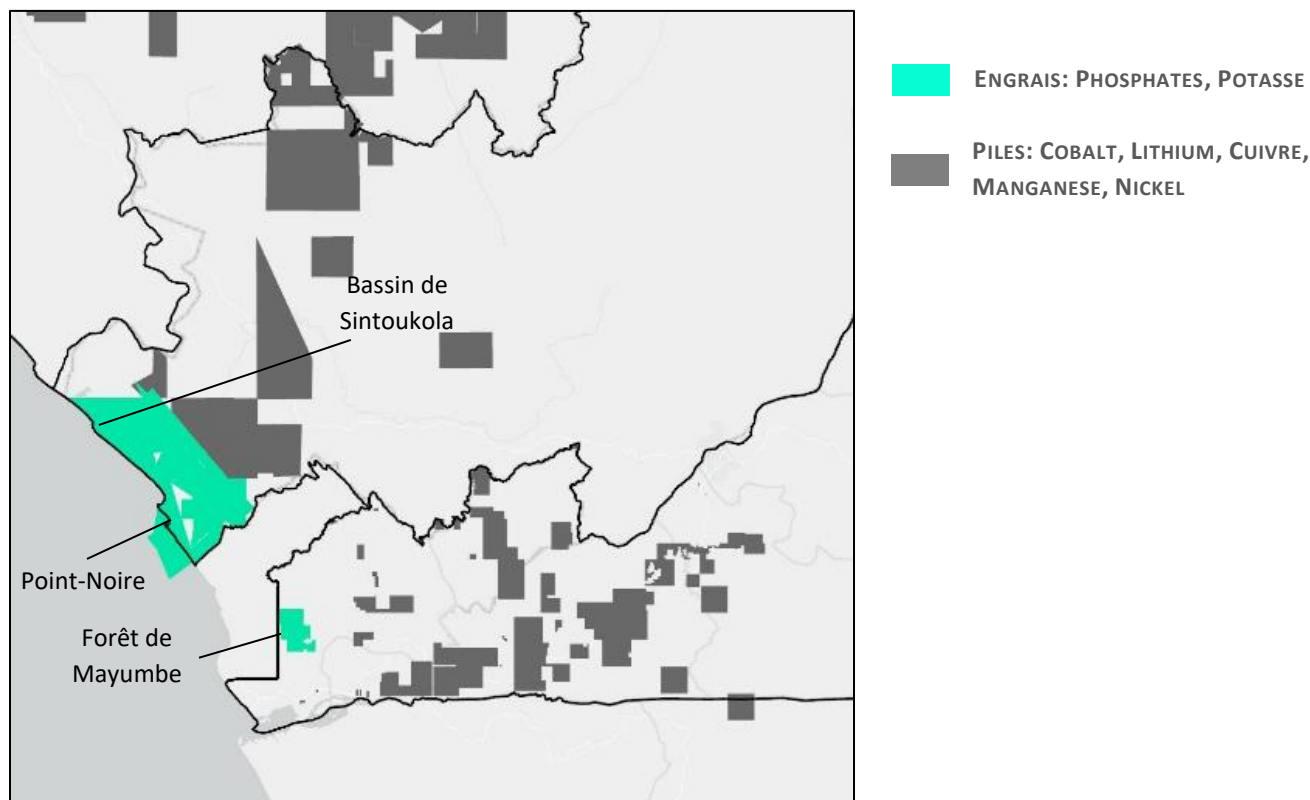 Bassin de
Sintoukola
Point-Noire
Forêt de
Mayumbe
ENGRAIS: PHOSPHATES, POTASSE
PILES: COBALT, LITHIUM, CUIVRE,
MANGANESE, NICKEL